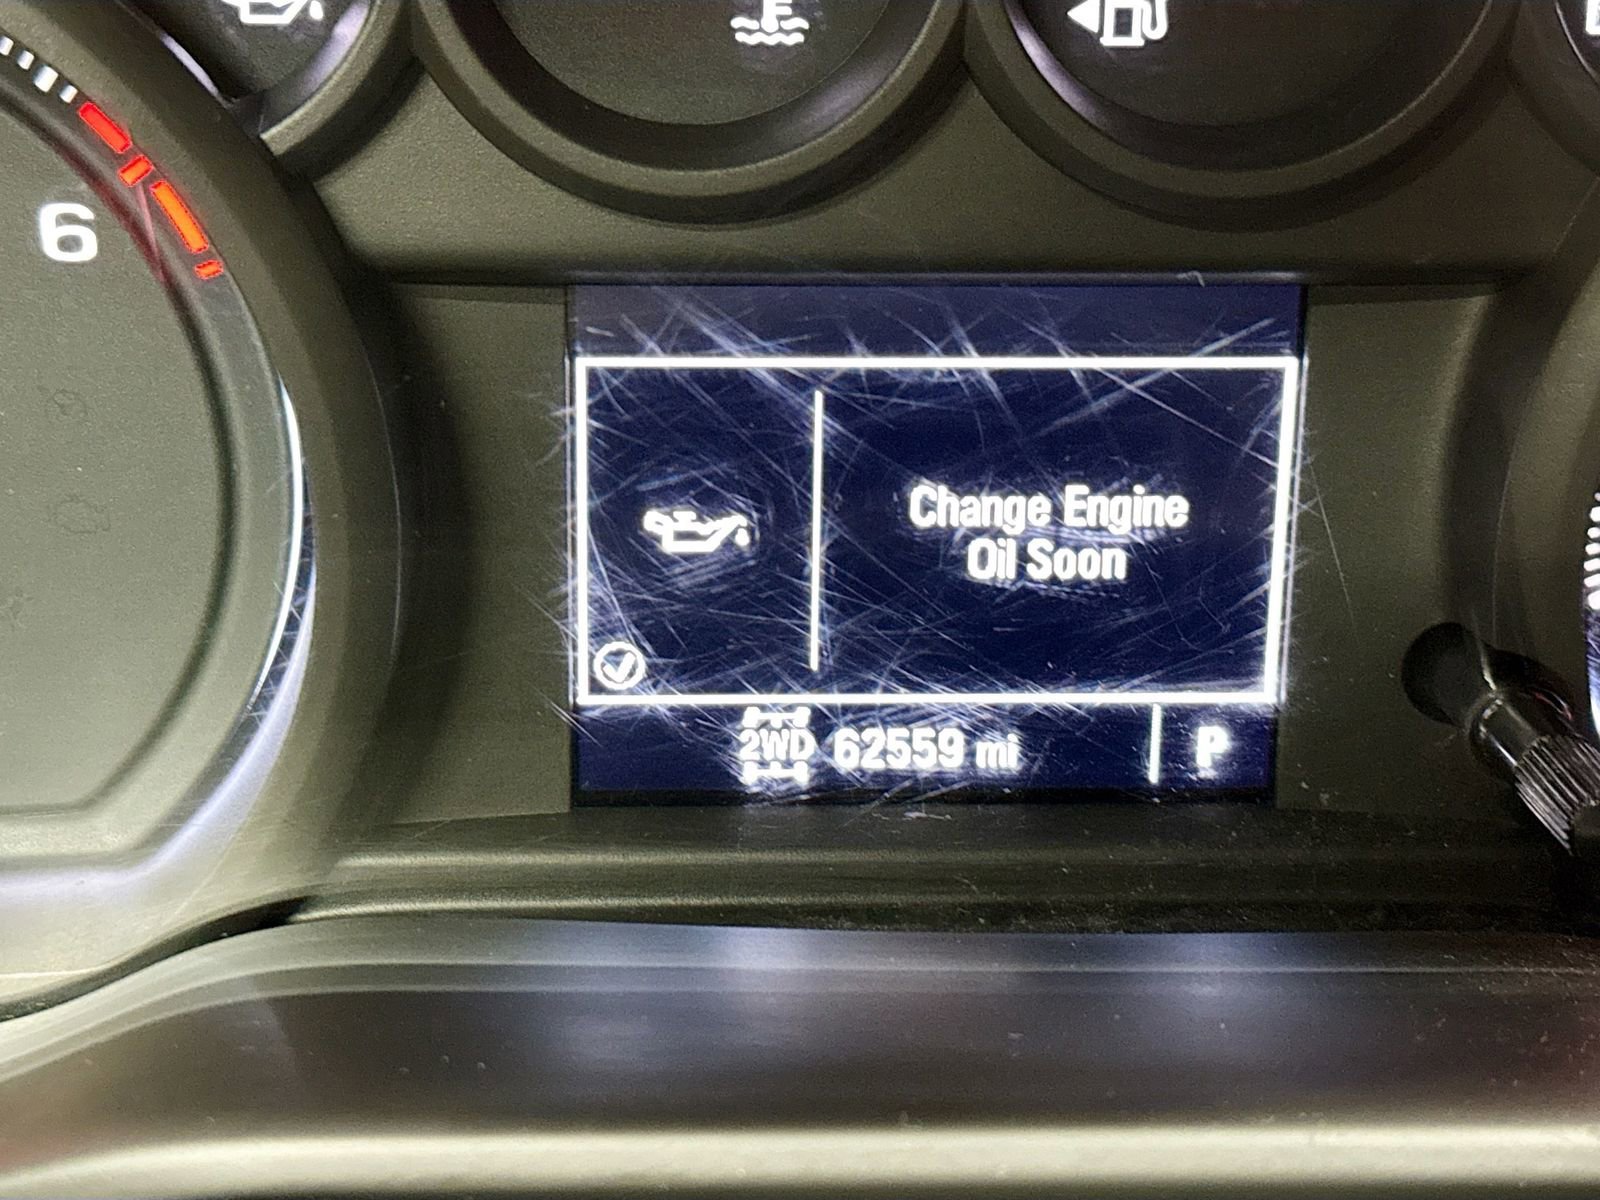 6
Change Engine
Oil Soon
2WD 62559 mi P